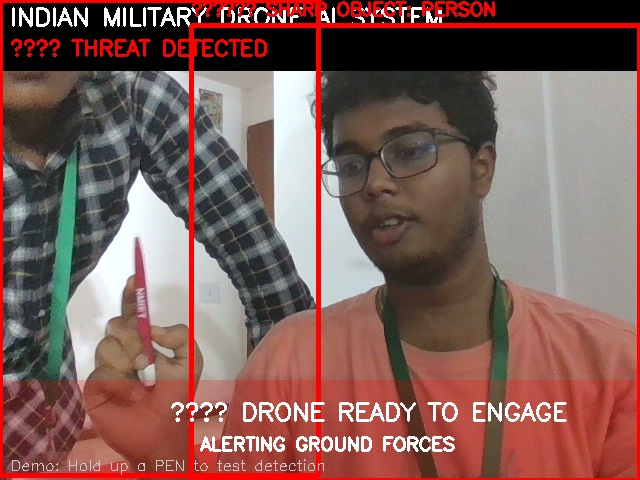 INDIAN MILITARY DRONE AI SYSTEM
?????? SHARP OBJECT: PERSON
???? THREAT DETECTED
???? DRONE READY TO ENGAGE
ALERTING GROUND FORCES
Demo: Hold up a PEN to test detection